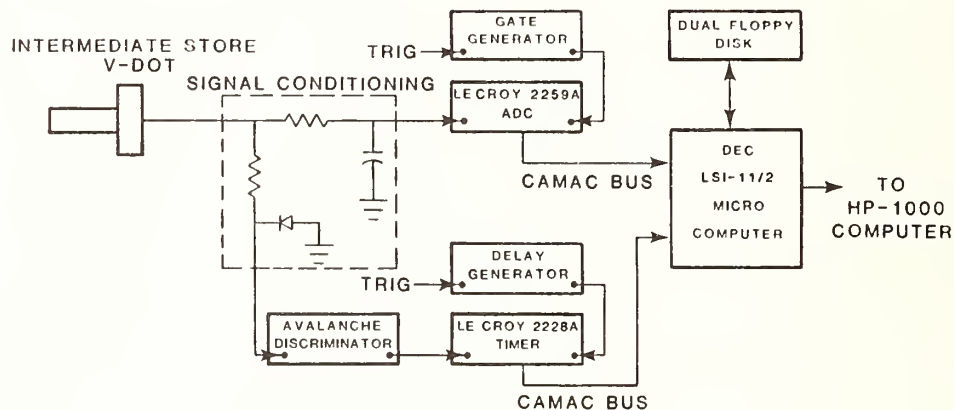 INTERMEDIATE STORE
V-DOT
SIGNAL CONDITIONING
TRIG
GATE
GENERATOR
LECROY 2259A
ADC
CAMAC BUS
DUAL FLOPPY
DISK
DEC
LSI-11/2
MICRO
COMPUTER
TO
HP-1000
COMPUTER
TRIG
DELAY
GENERATOR
AVALANCHE
DISCRIMINATOR
LE CROY 2228A
TIMER
CAMAC BUS